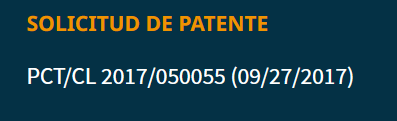 SOLICITUD DE PATENTE
PCT/CL 2017/050055 (09/27/2017)